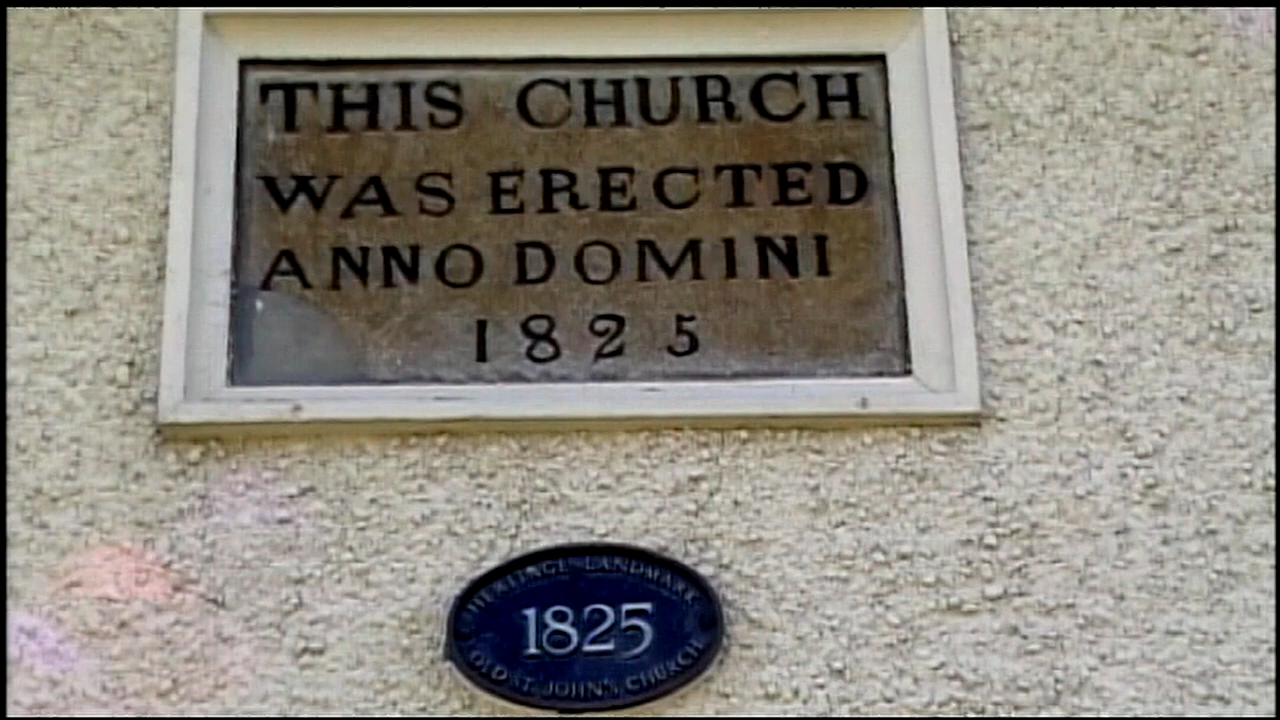 THIS CHURCH
WAS ERECTED
ANNO DOMINI
1825
HERITAGE LANDMARK
1825
OLD ST. JOHN'S CHURCH